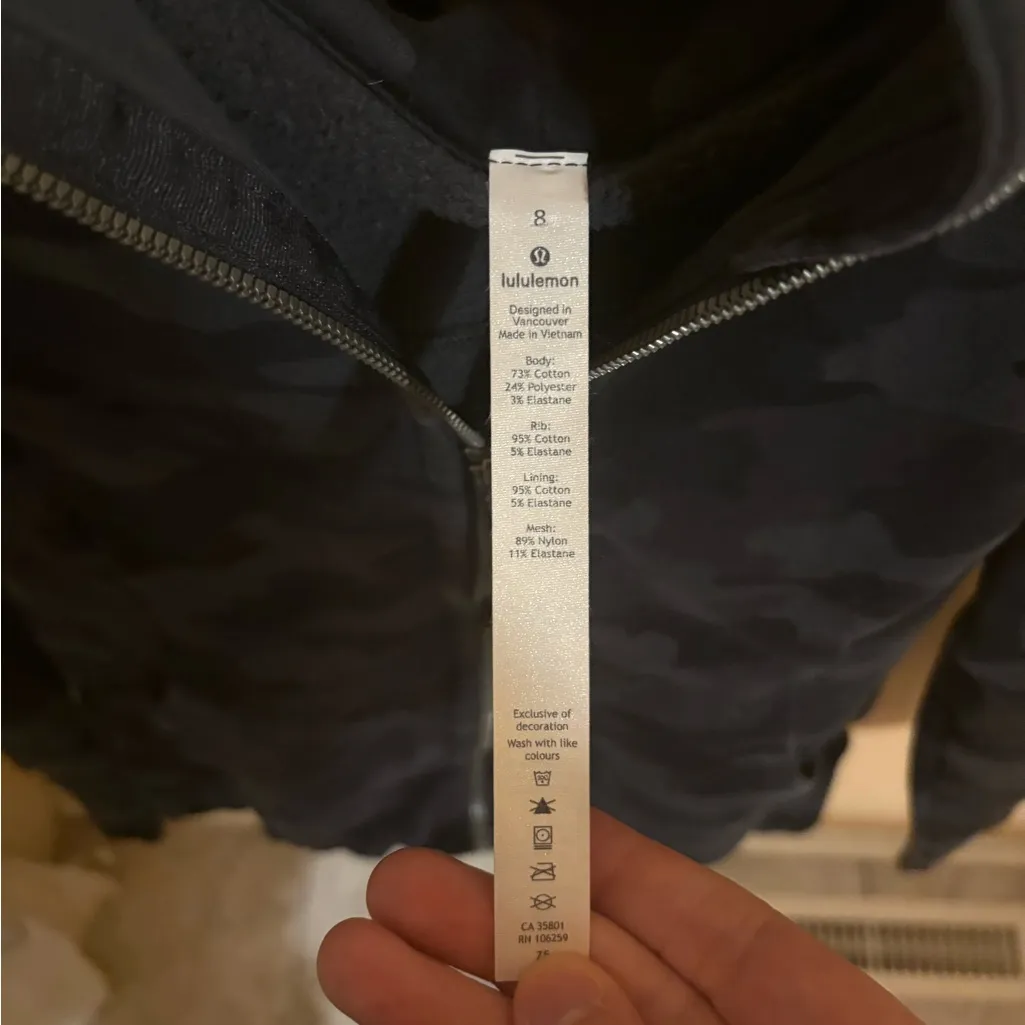 8
lululemon
Designed in
Vancouver
Made in Vietnam
Body:
73% Cotton
24% Polyester
3% Elastane
Rib:
95% Cotton
5% Elastane
Lining:
95% Cotton
5% Elastane
Mesh:
89% Nylon
11% Elastane
Exclusive of
decoration
Wash with like
colours
CA 35801
RN 106259